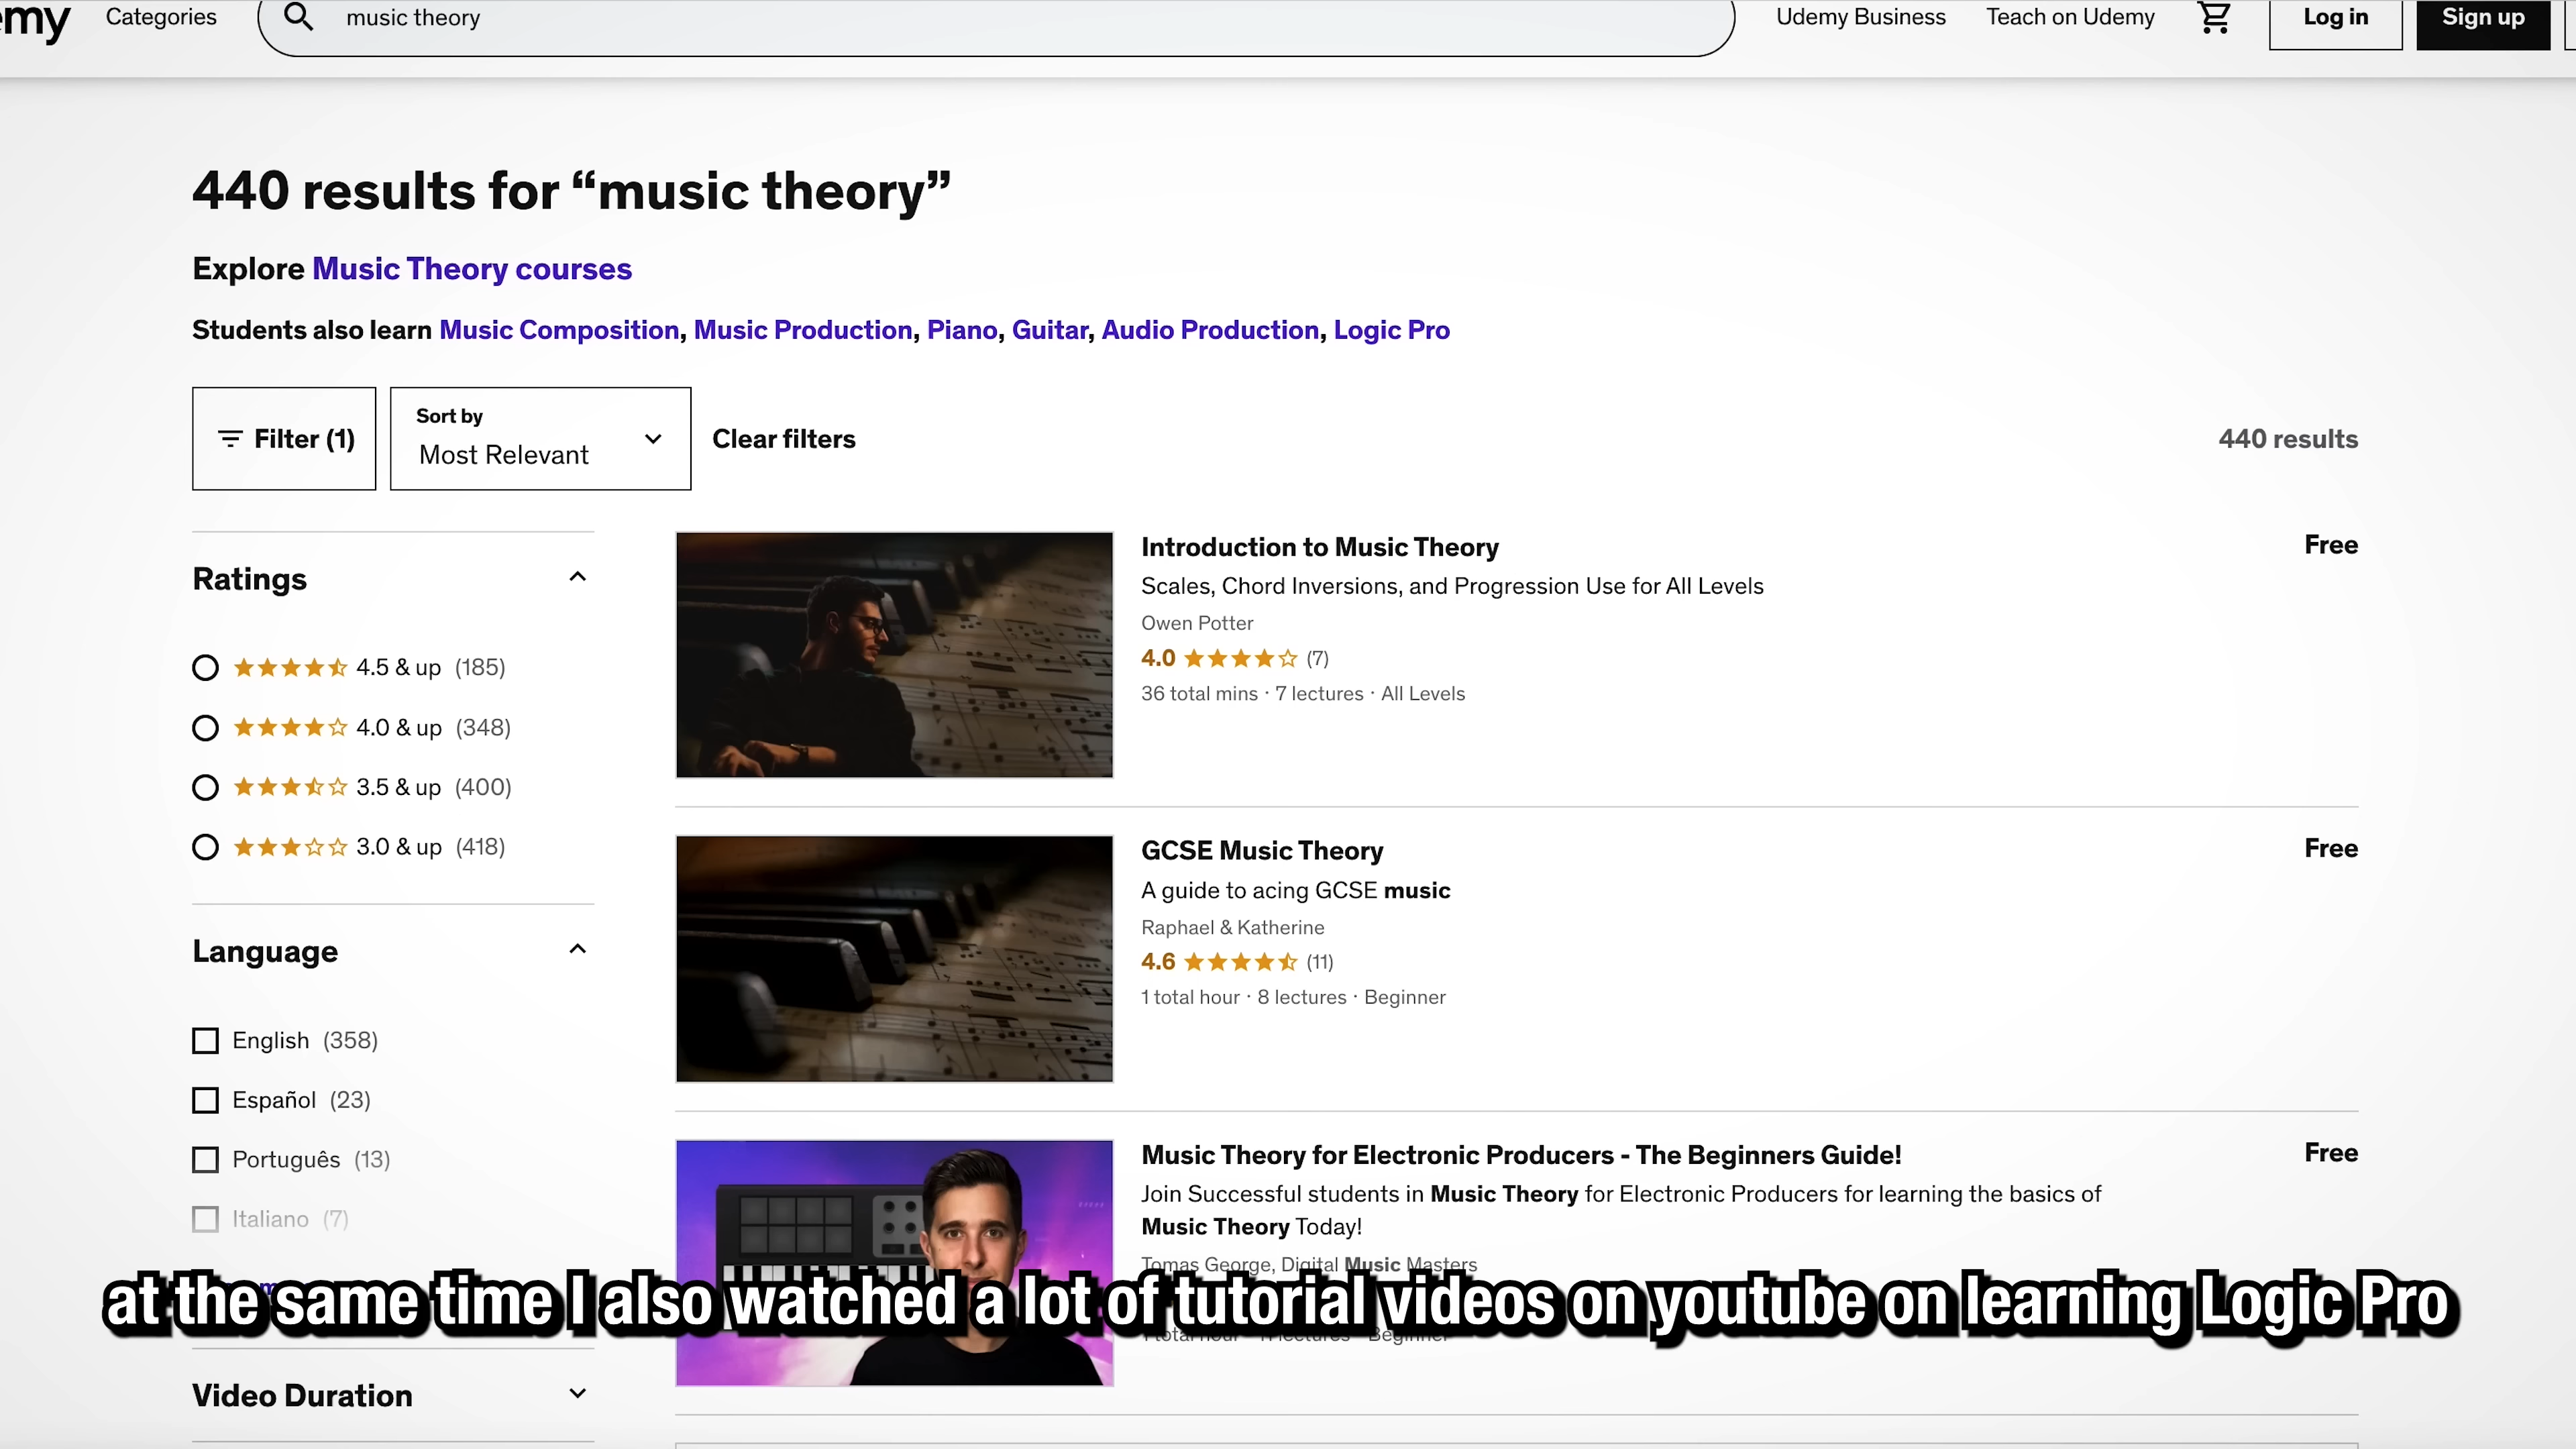 Categories
music theory
Udemy Business
Teach on Udemy
Log in
Sign up
440 results for “music theory”
Explore Music Theory courses
Students also learn Music Composition, Music Production, Piano, Guitar, Audio Production, Logic Pro
Filter (1)
Sort by
Most Relevant
Clear filters
440 results
Ratings
4.5 & up (185)
4.0 & up (348)
3.5 & up (400)
3.0 & up (418)
Language
English (358)
Español (23)
Português (13)
Italiano (7)
Video Duration
Introduction to Music Theory
Free
Scales, Chord Inversions, and Progression Use for All Levels
Owen Potter
4.0 (7)
36 total mins · 7 lectures · All Levels
GCSE Music Theory
Free
A guide to acing GCSE music
Raphael & Katherine
4.6 (11)
1 total hour · 8 lectures · Beginner
Music Theory for Electronic Producers - The Beginners Guide!
Free
Join Successful students in Music Theory for Electronic Producers for learning the basics of
Music Theory Today!
Tomas George, Digital Music Masters
at the same time I also watched a lot of tutorial videos on youtube on learning Logic Pro